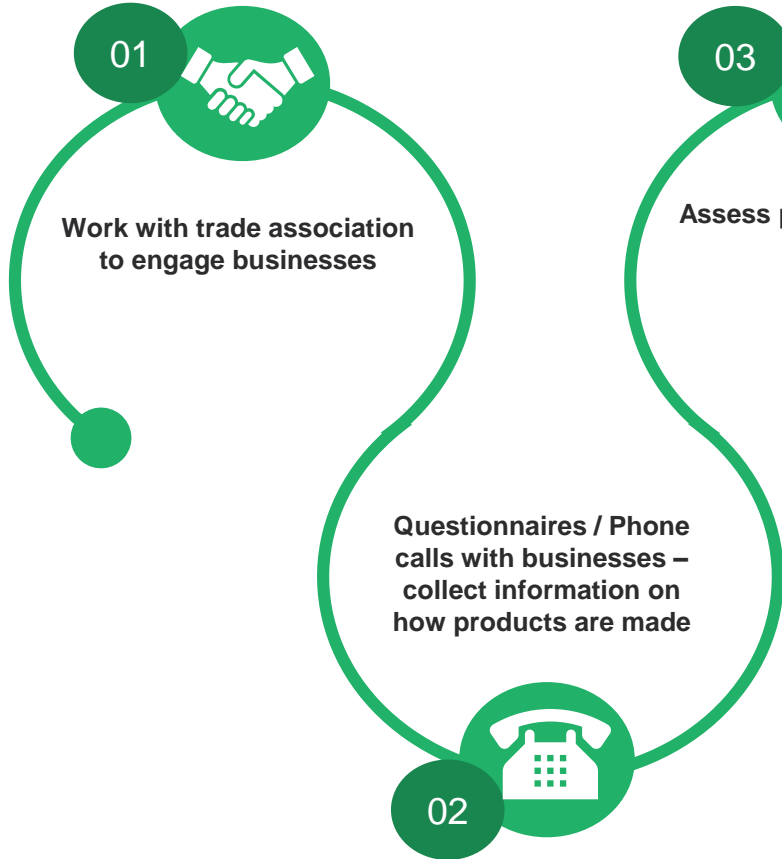 01
Work with trade association
to engage businesses
Questionnaires / Phone
calls with businesses –
collect information on
how products are made
02
03
Assess